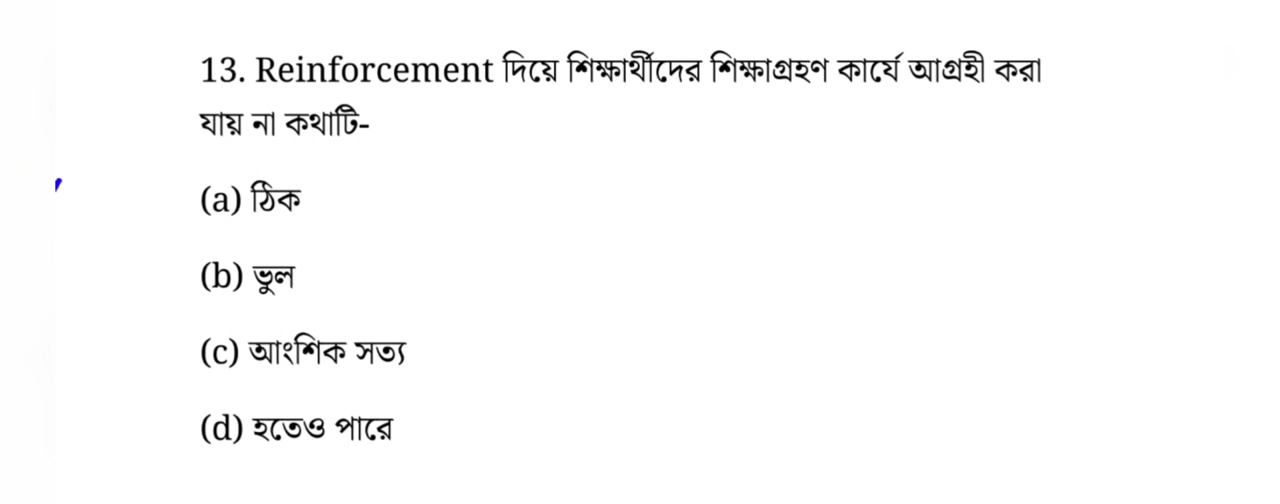 13. Reinforcement দিয়ে শিক্ষার্থীদের শিক্ষাগ্রহণ কার্যে আগ্রহী করা
যায় না কথাটি-
(a) ঠিক
(b) ভুল
(c) আংশিক সত্য
(d) হতেও পারে